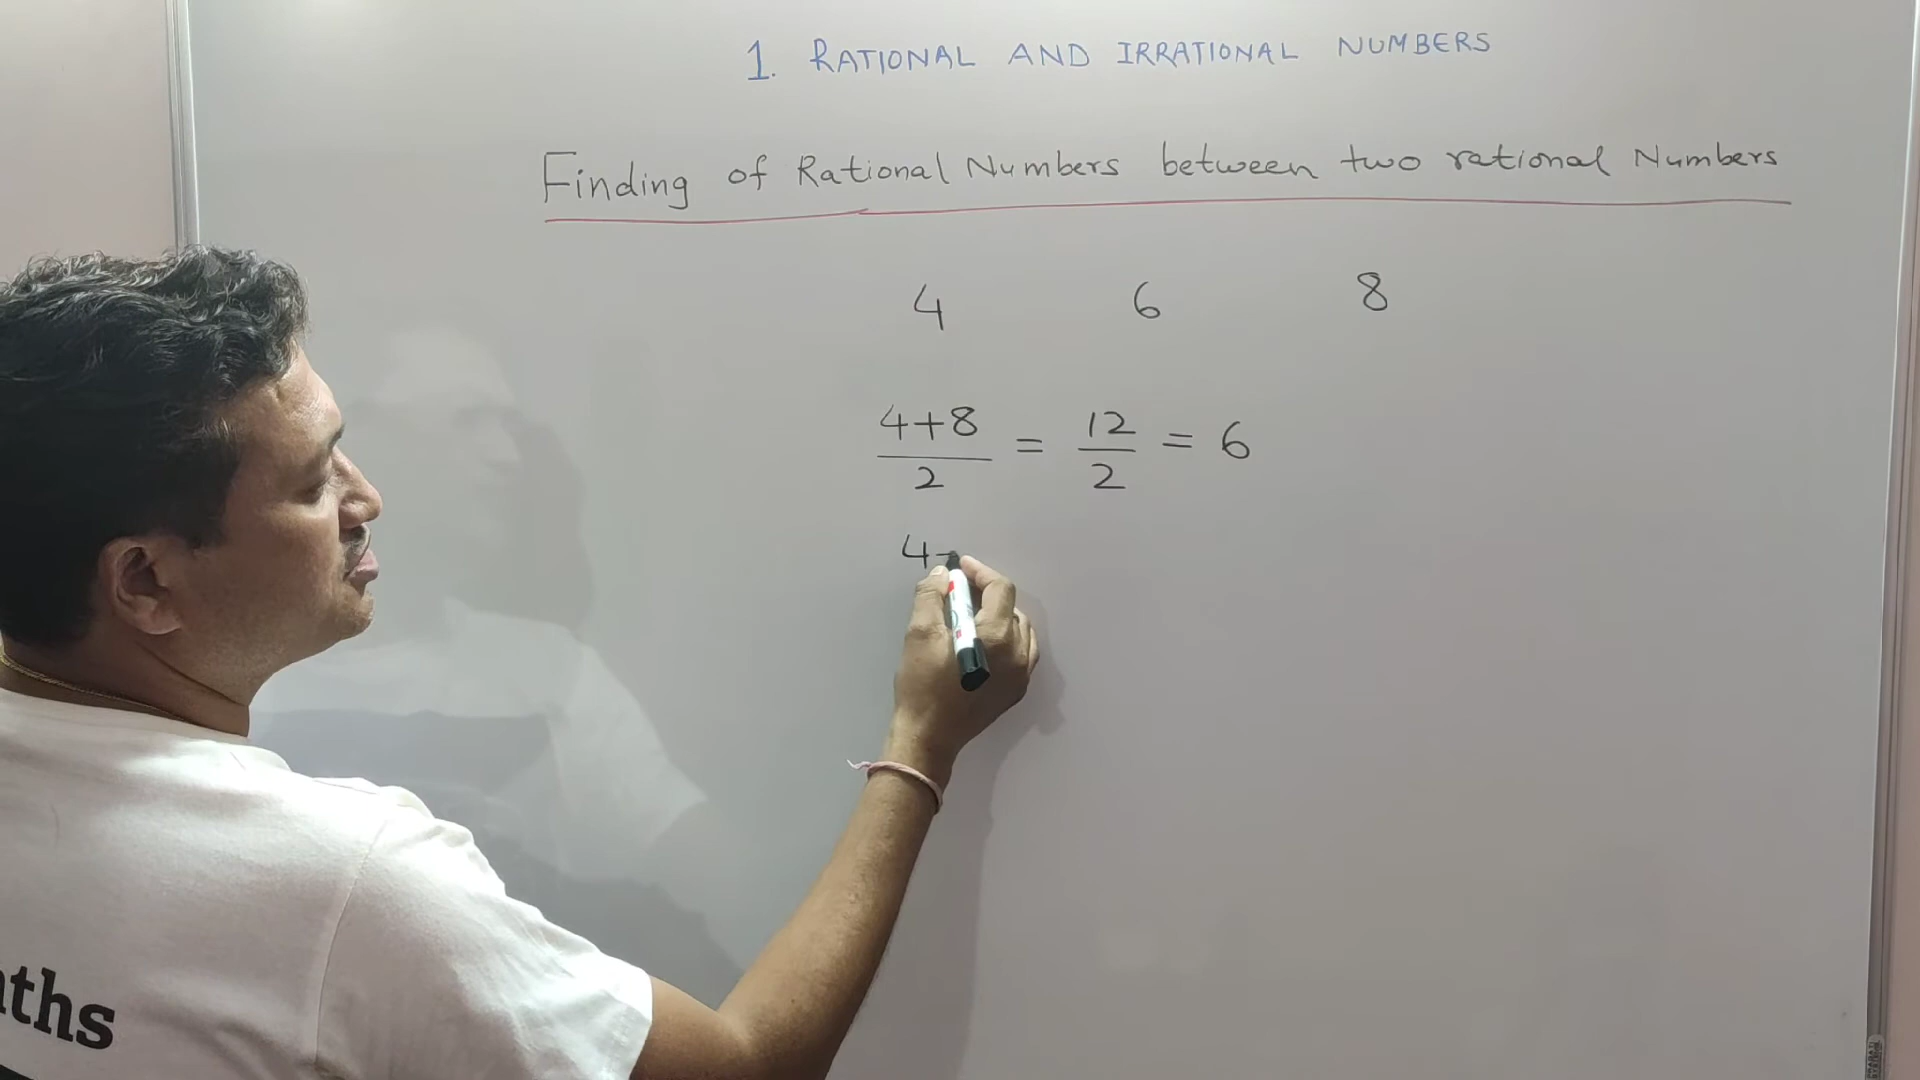 1. RATIONAL AND IRRATIONAL NUMBERS
Finding of Rational Numbers between two rational Numbers
4 6 8
4+8/2 = 12/2 = 6
4-
ths